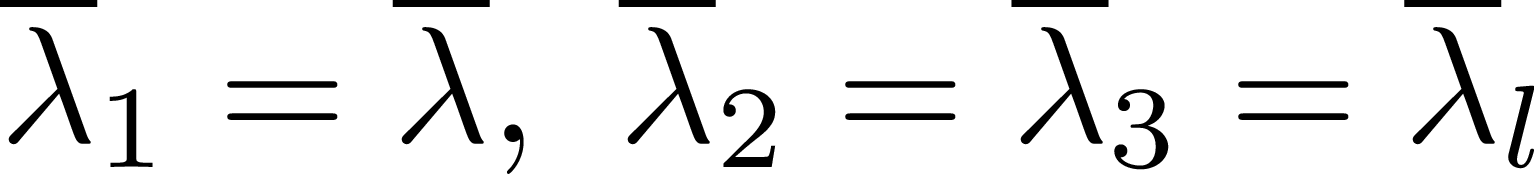 λ̅₁ = λ̅, λ̅₂ = λ̅₃ = λ̅ₗ